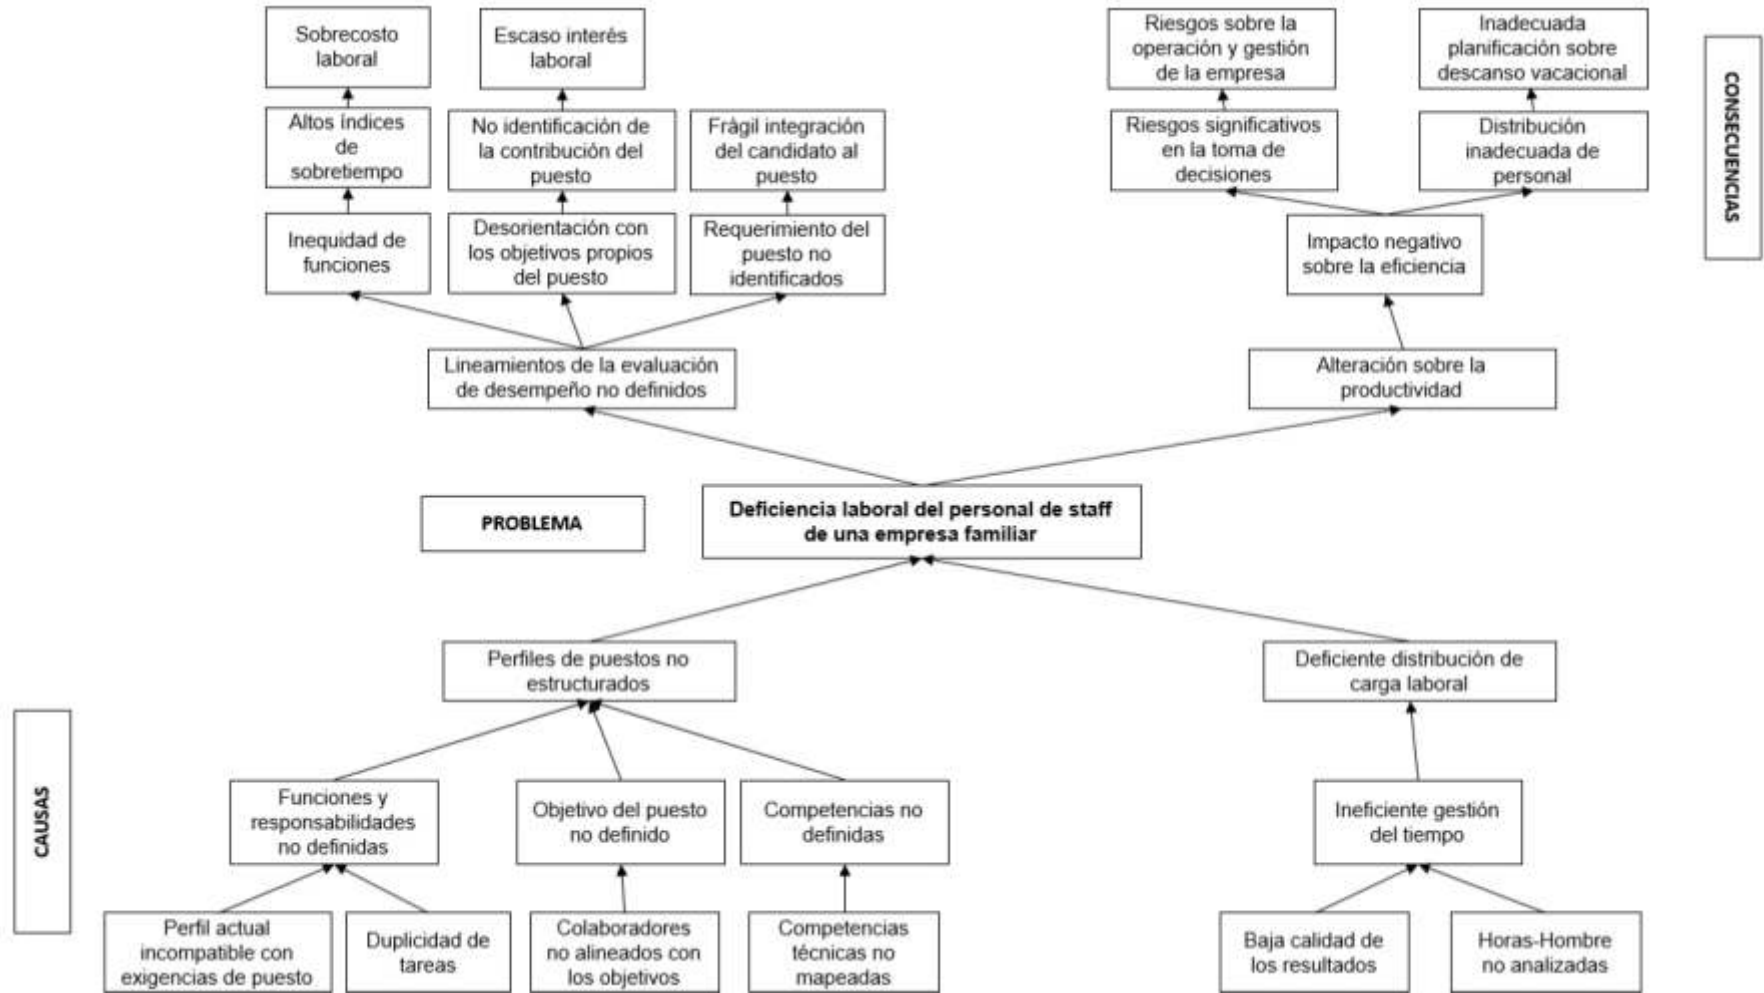 Sobrecosto
laboral
Escaso interés
laboral
Riesgos sobre la
operación y gestión
de la empresa
Inadecuada
planificación sobre
descanso vacacional
CONSECUENCIAS
Altos índices
de
sobretiempo
No identificación de
la contribución del
puesto
Frágil integración
del candidato al
puesto
Riesgos significativos
en la toma de
decisiones
Distribución
inadecuada de
personal
Inequidad de
funciones
Desorientación con
los objetivos propios
del puesto
Requerimiento del
puesto no
identificados
Impacto negativo
sobre la eficiencia
Lineamientos de la evaluación
de desempeño no definidos
Alteración sobre la
productividad
PROBLEMA
Deficiencia laboral del personal de staff
de una empresa familiar
Perfiles de puestos no
estructurados
Deficiente distribución de
carga laboral
CAUSAS
Funciones y
responsabilidades
no definidas
Objetivo del puesto
no definido
Competencias no
definidas
Ineficiente gestión
del tiempo
Perfil actual
incompatible con
exigencias de puesto
Duplicidad de
tareas
Colaboradores
no alineados con
los objetivos
Competencias
técnicas no
mapeadas
Baja calidad de
los resultados
Horas-Hombre
no analizadas